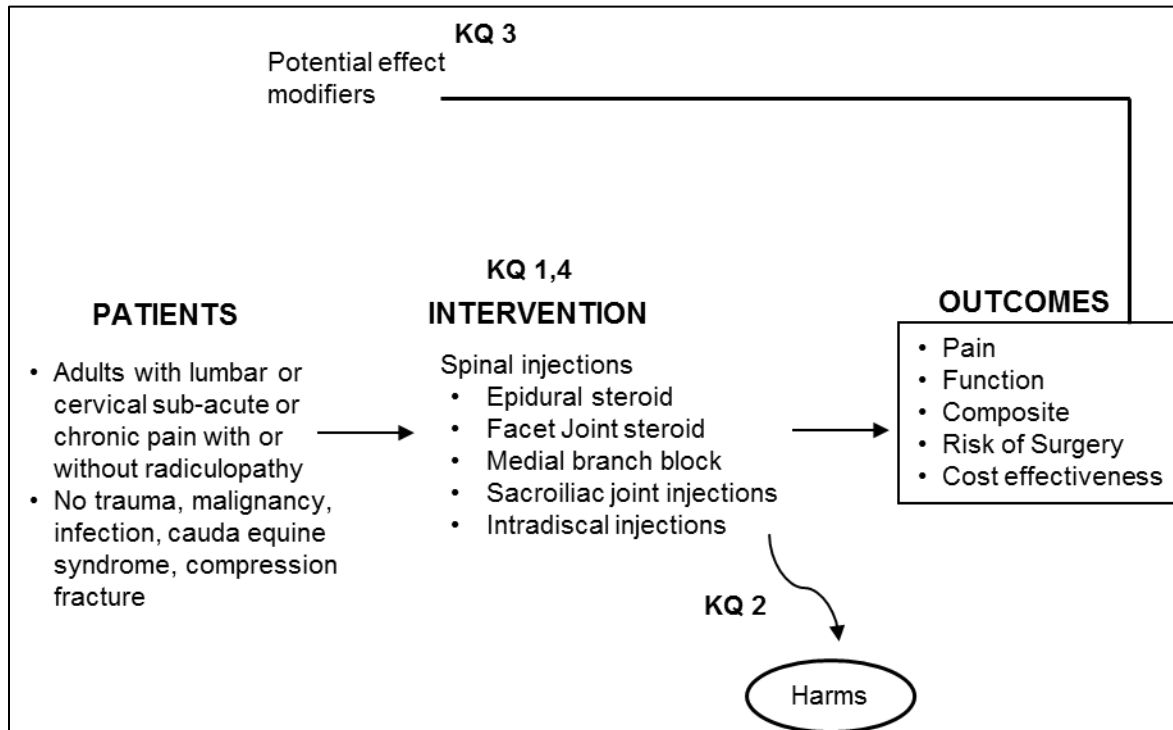 KQ 3
Potential effect
modifiers
KQ 1,4
PATIENTS
INTERVENTION
OUTCOMES
• Adults with lumbar or
cervical sub-acute or
chronic pain with or
without radiculopathy
• No trauma, malignancy,
infection, cauda equine
syndrome, compression
fracture
Spinal injections
• Epidural steroid
• Facet Joint steroid
• Medial branch block
• Sacroiliac joint injections
• Intradiscal injections
• Pain
• Function
• Composite
• Risk of Surgery
• Cost effectiveness
KQ 2
Harms